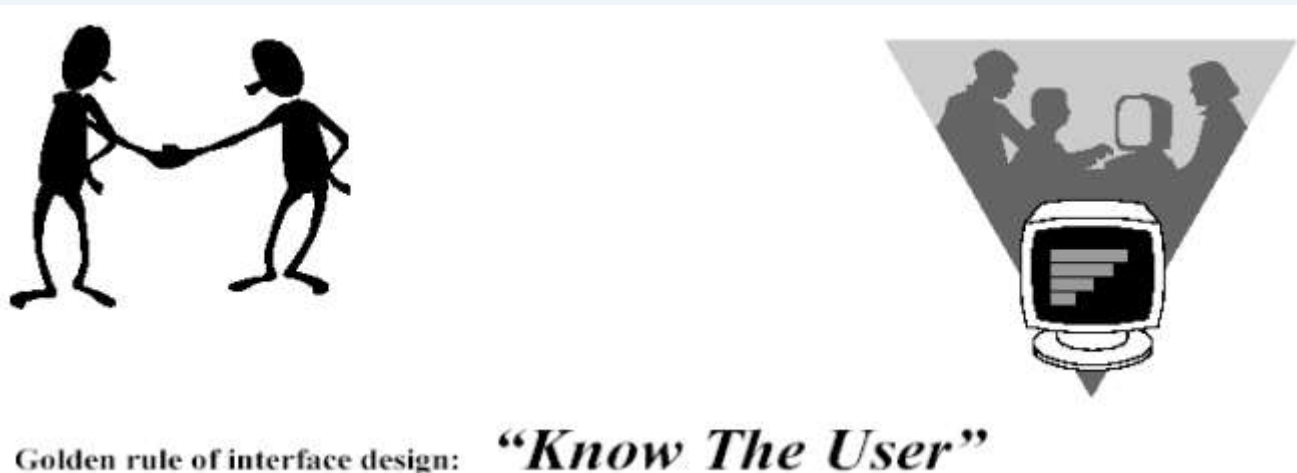 Golden rule of interface design: “Know The User”